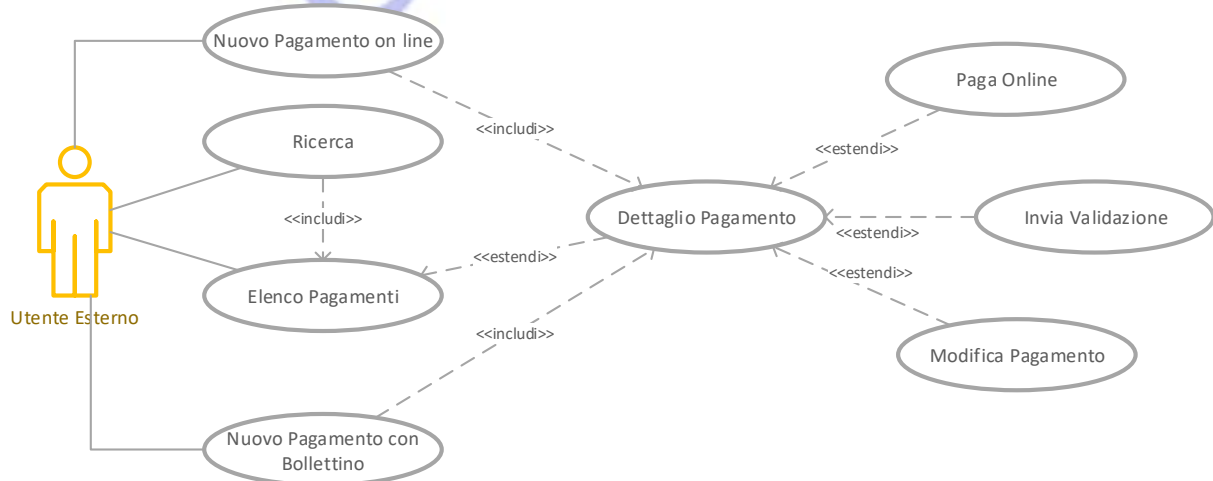 Nuovo Pagamento on line
Paga Online
<<includi>>
Ricerca
<<estendi>>
<<includi>>
Dettaglio Pagamento
Invia Validazione
<<estendi>>
<<estendi>>
<<estendi>>
Elenco Pagamenti
Utente Esterno
<<includi>>
Modifica Pagamento
Nuovo Pagamento con
Bollettino